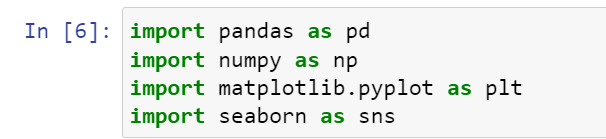 In [6]: import pandas as pd
import numpy as np
import matplotlib.pyplot as plt
import seaborn as sns